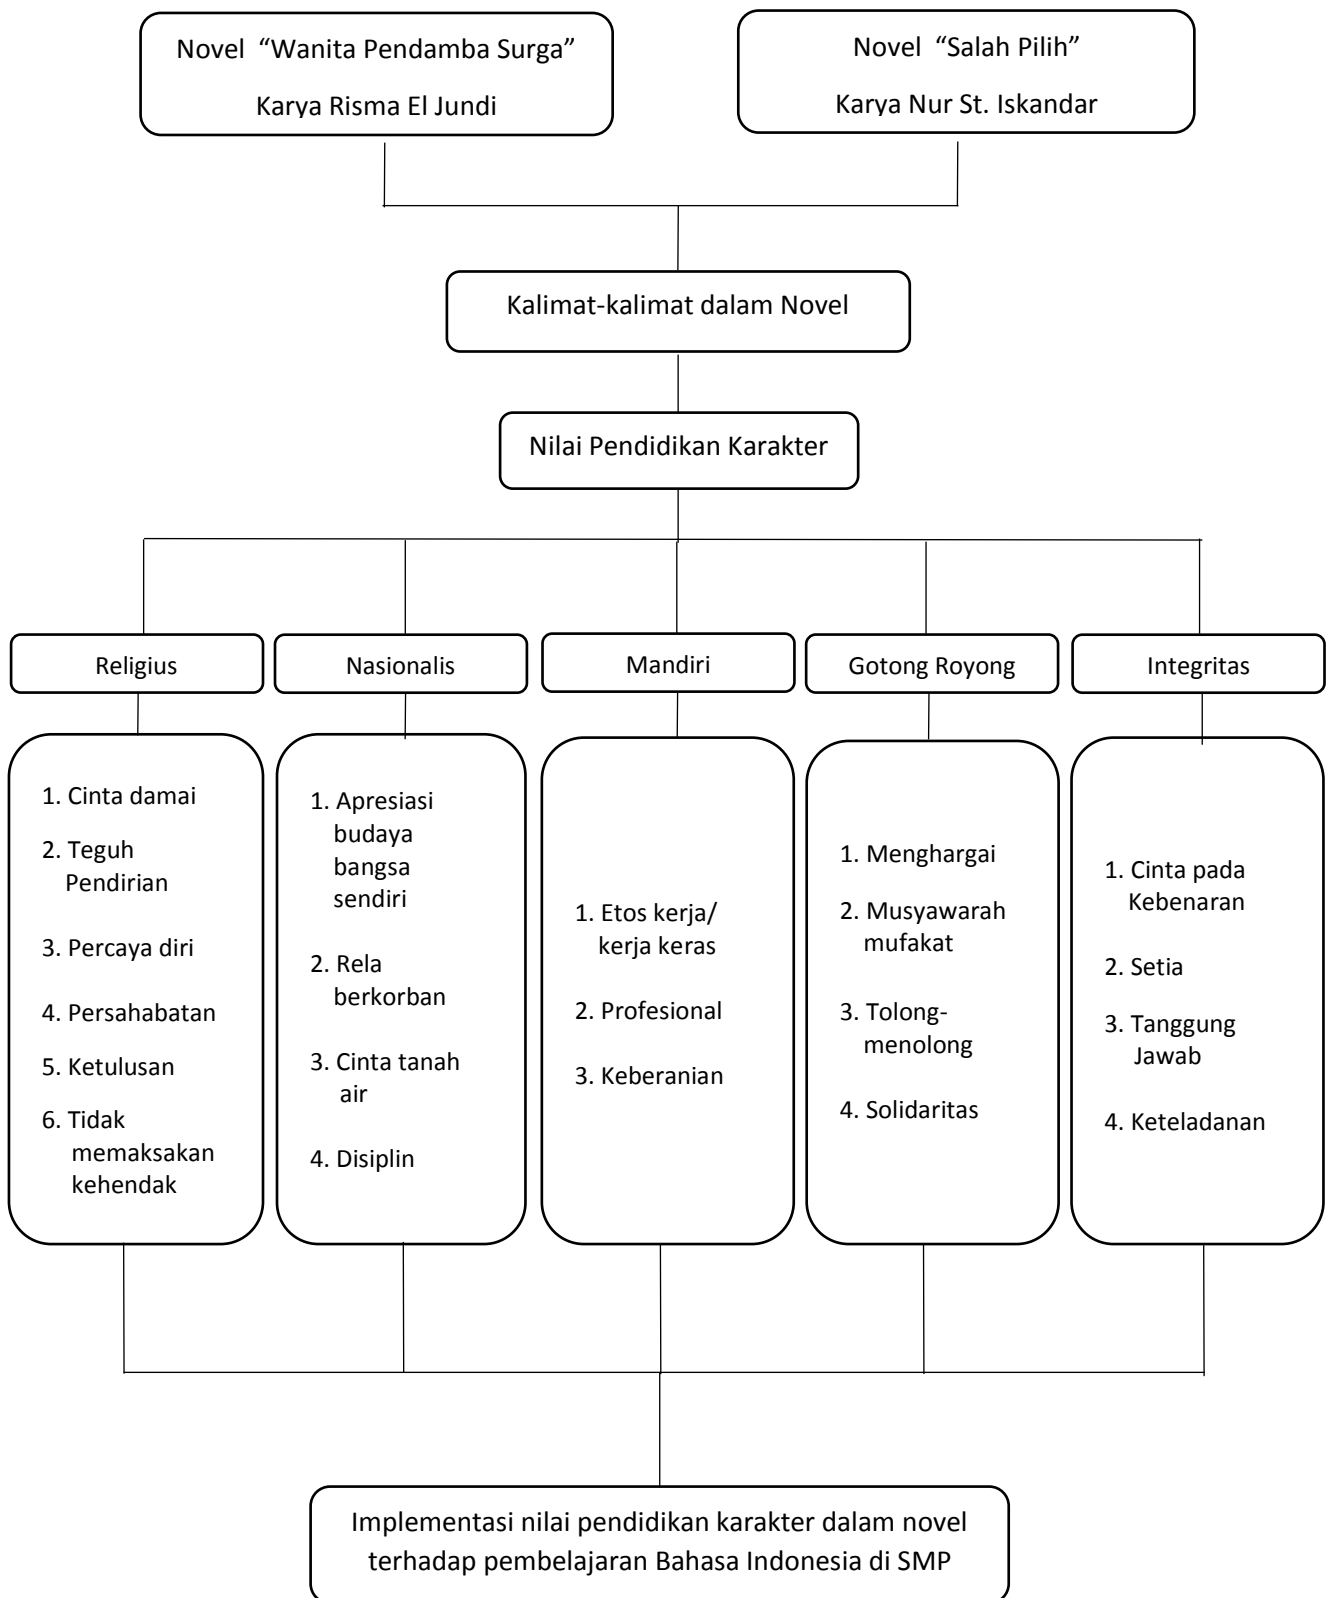 Novel “Wanita Pendamba Surga”
Karya Risma El Jundi
Novel “Salah Pilih”
Karya Nur St. Iskandar
Kalimat-kalimat dalam Novel
Nilai Pendidikan Karakter
Religius
Nasionalis
Mandiri
Gotong Royong
Integritas
1. Cinta damai
2. Teguh
Pendirian
3. Percaya diri
4. Persahabatan
5. Ketulusan
6. Tidak
memaksakan
kehendak
1. Apresiasi
budaya
bangsa
sendiri
2. Rela
berkorban
3. Cinta tanah
air
4. Disiplin
1. Etos kerja/
kerja keras
2. Profesional
3. Keberanian
1. Menghargai
2. Musyawarah
mufakat
3. Tolong-
menolong
4. Solidaritas
1. Cinta pada
Kebenaran
2. Setia
3. Tanggung
Jawab
4. Keteladanan
Implementasi nilai pendidikan karakter dalam novel
terhadap pembelajaran Bahasa Indonesia di SMP